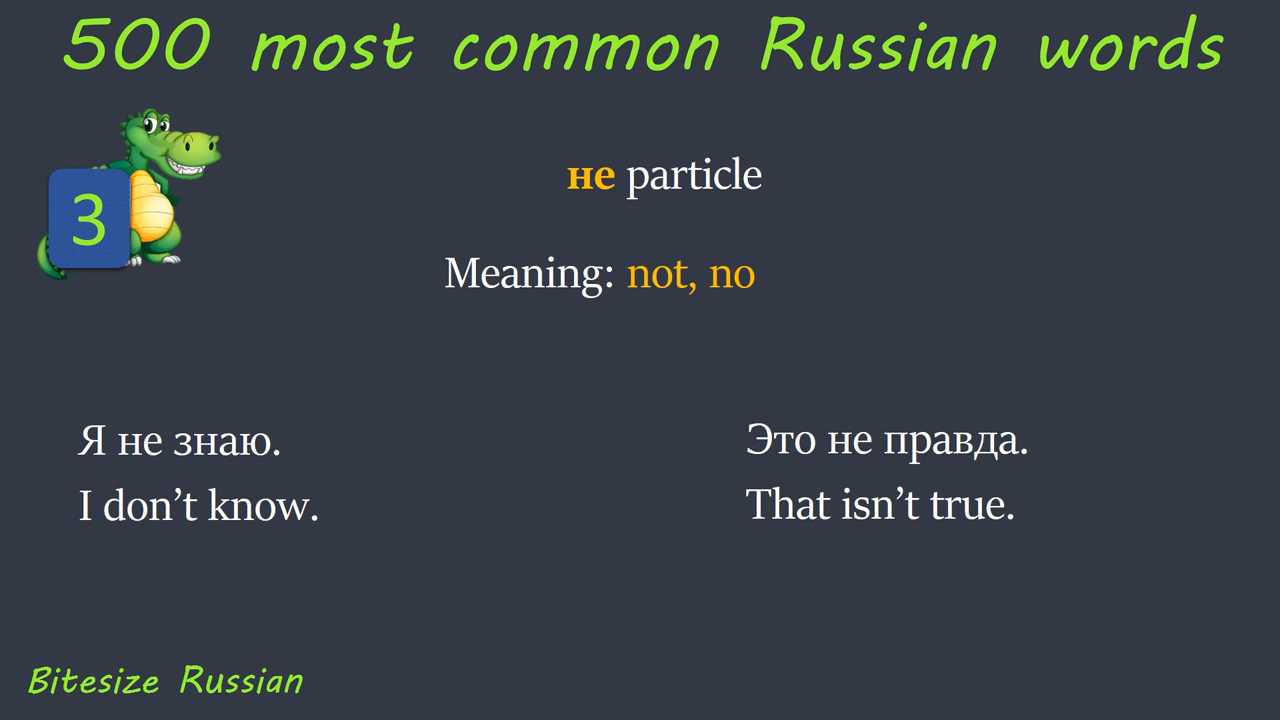 500 most common Russian words
3
не particle
Meaning: not, no
Я не знаю.
I don’t know.
Это не правда.
That isn’t true.
Bitesize Russian